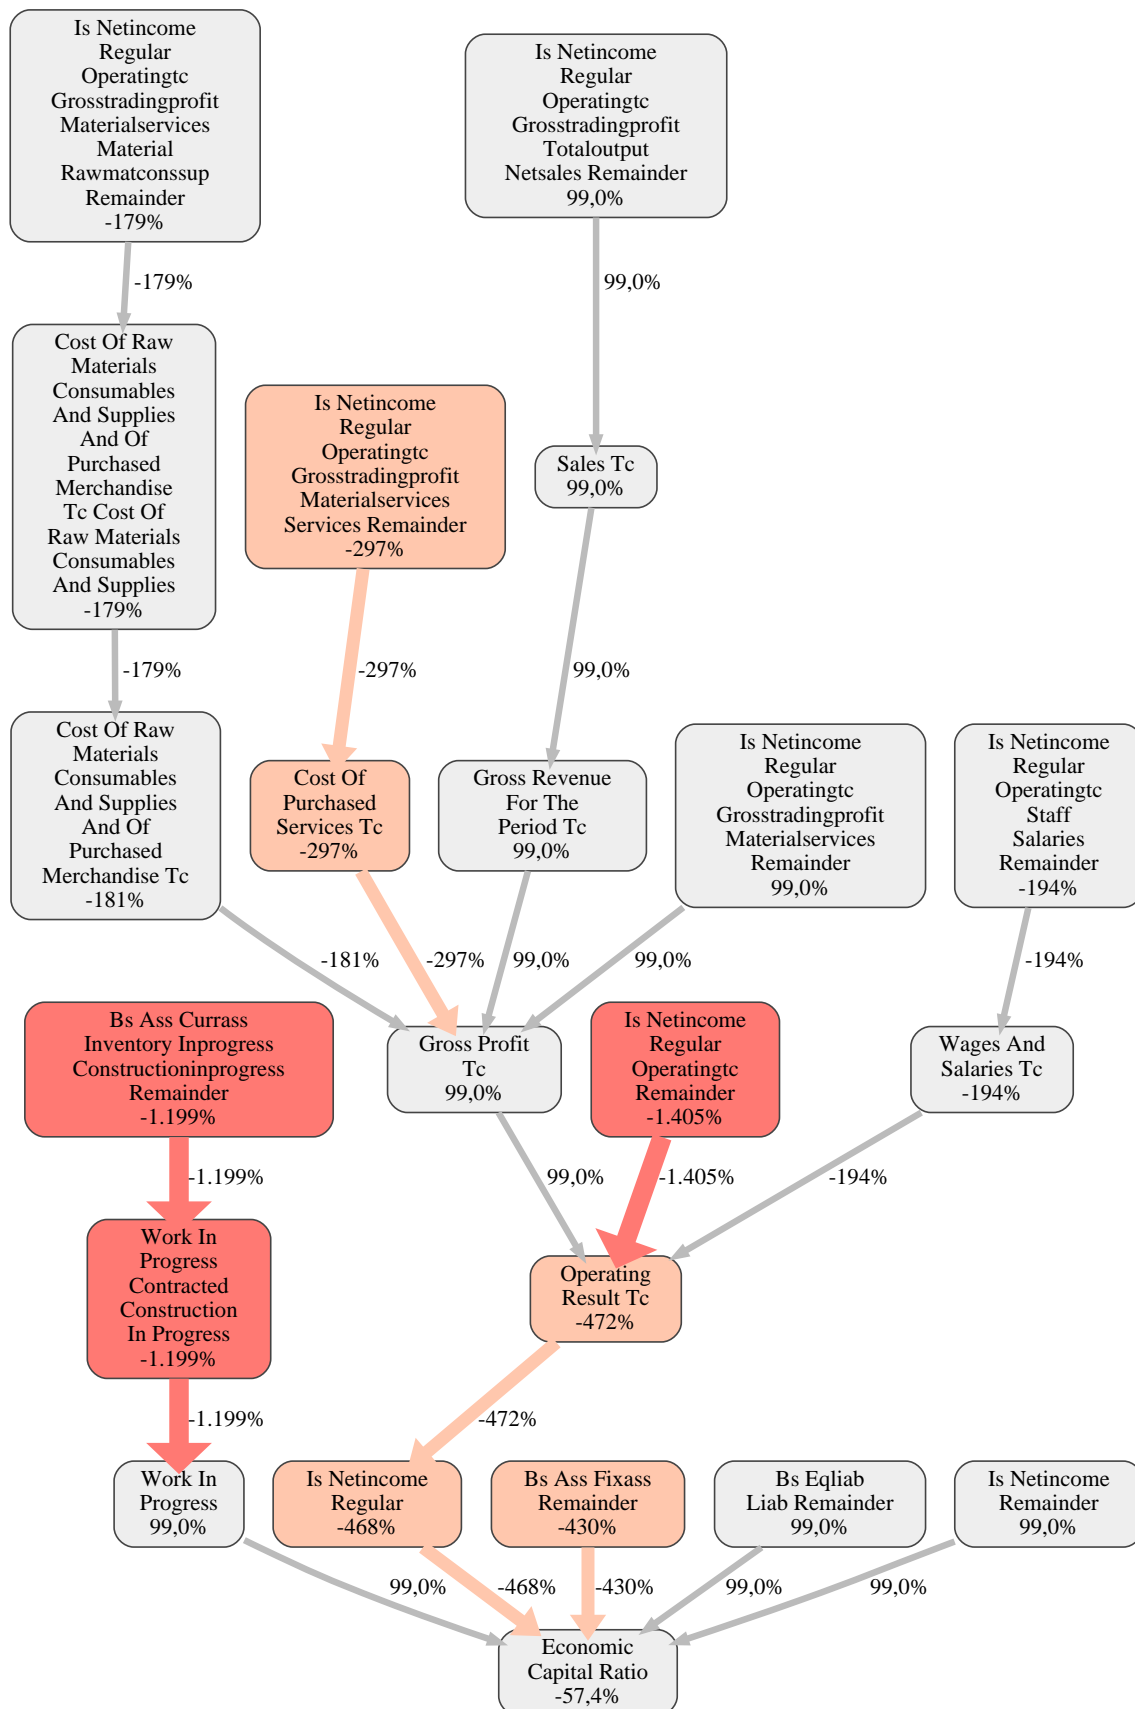 Is Netincome
Regular
Operatingtc
Grosstradingprofit
Materialservices
Material
Rawmatconssup
Remainder
-179%
Is Netincome
Regular
Operatingtc
Grosstradingprofit
Totaloutput
Netsales Remainder
99,0%
-179%
99,0%
Cost Of Raw
Materials
Consumables
And Supplies
And Of
Purchased
Merchandise
Tc Cost Of
Raw Materials
Consumables
And Supplies
-179%
Is Netincome
Regular
Operatingtc
Grosstradingprofit
Materialservices
Services Remainder
-297%
Sales Tc
99,0%
-179%
-297%
99,0%
Cost Of Raw
Materials
Consumables
And Supplies
And Of
Purchased
Merchandise Tc
-181%
Cost Of
Purchased
Services Tc
-297%
Gross Revenue
For The
Period Tc
99,0%
Is Netincome
Regular
Operatingtc
Grosstradingprofit
Materialservices
Remainder
99,0%
Is Netincome
Regular
Operatingtc
Staff
Salaries
Remainder
-194%
-181%
-297%
99,0%
99,0%
-194%
Bs Ass Currass
Inventory Inprogress
Constructioninprogress
Remainder
-1.199%
Gross Profit
Tc
99,0%
Is Netincome
Regular
Operatingtc
Remainder
-1.405%
Wages And
Salaries Tc
-194%
-1.199%
99,0%
-1.405%
-194%
Work In
Progress
Contracted
Construction
In Progress
-1.199%
Operating
Result Tc
-472%
-1.199%
-472%
Work In
Progress
99,0%
Is Netincome
Regular
-468%
Bs Ass Fixass
Remainder
-430%
Bs Eqliab
Liab Remainder
99,0%
Is Netincome
Remainder
99,0%
99,0%
-468%
-430%
99,0%
99,0%
Economic
Capital Ratio
-57,4%